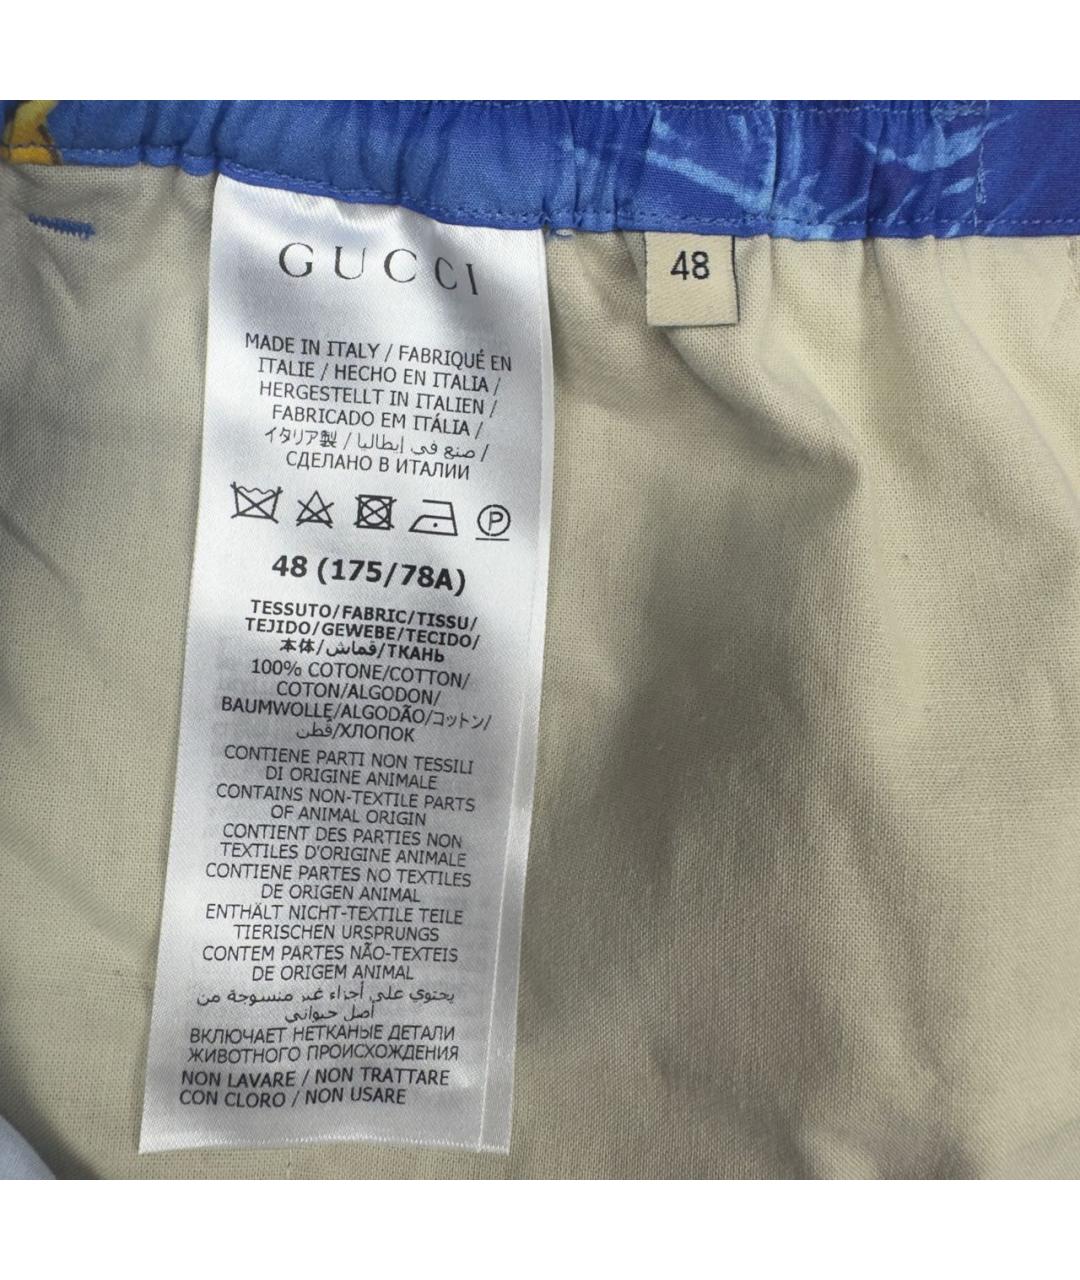 GUCCI
48
MADE IN ITALY / FABRIQUÉ EN
ITALIE / HECHO EN ITALIA /
HERGESTELLT IN ITALIEN /
FABRICADO EM ITÁLIA /
イタリア製 / صنع في إيطاليا /
СДЕЛАНО В ИТАЛИИ
P
48 (175/78A)
TESSUTO/FABRIC/TISSU/
TEJIDO/GEWEBE/TECIDO/
本体/قماش/ТКАНЬ
100% COTONE/COTTON/
COTON/ALGODON/
BAUMWOLLE/ALGODÃO/コットン/
قطن/ХЛОПОК
CONTIENE PARTI NON TESSILI
DI ORIGINE ANIMALE
CONTAINS NON-TEXTILE PARTS
OF ANIMAL ORIGIN
CONTIENT DES PARTIES NON
TEXTILES D'ORIGINE ANIMALE
CONTIENE PARTES NO TEXTILES
DE ORIGEN ANIMAL
ENTHÄLT NICHT-TEXTILE TEILE
TIERISCHEN URSPRUNGS
CONTEM PARTES NÃO-TEXTEIS
DE ORIGEM ANIMAL
يحتوي على أجزاء غير منسوجة من
أصل حيواني
ВКЛЮЧАЕТ НЕТКАНЫЕ ДЕТАЛИ
ЖИВОТНОГО ПРОИСХОЖДЕНИЯ
NON LAVARE / NON TRATTARE
CON CLORO / NON USARE